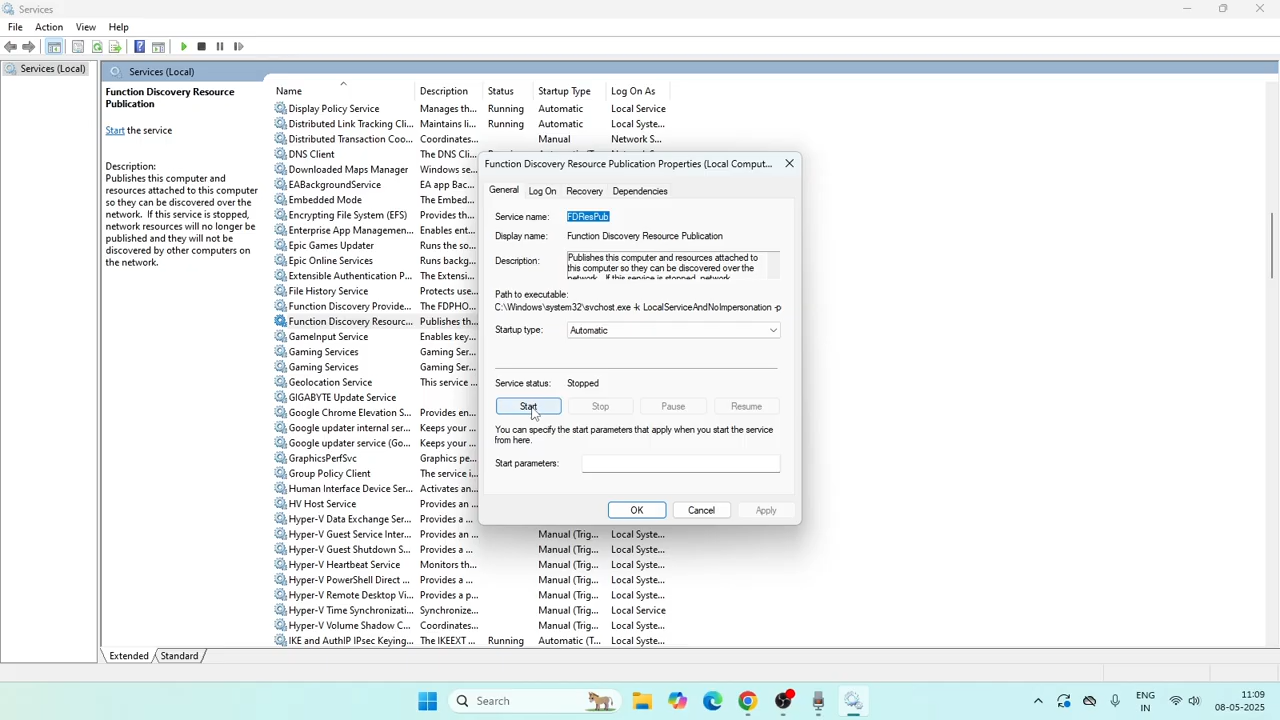 Services
File Action View Help
Services (Local)
Services (Local)
Function Discovery Resource
Publication
Start the service
Description:
Publishes this computer and
resources attached to this computer
so they can be discovered over the
network. If this service is stopped,
network resources will no longer be
published and they will not be
discovered by other computers on
the network.
Name Description Status Startup Type Log On As
Display Policy Service Manages th... Running Automatic Local Service
Distributed Link Tracking Cli... Maintains li... Running Automatic Local Syste...
Distributed Transaction Coo... Coordinates... Manual Network S...
DNS Client The DNS Cli...
Downloaded Maps Manager Windows se...
EABackgroundService EA app Bac...
Embedded Mode The Embed...
Encrypting File System (EFS) Provides th...
Enterprise App Managemen... Enables ent...
Epic Games Updater Runs the so...
Epic Online Services Runs backg...
Extensible Authentication P... The Extensi...
File History Service Protects use...
Function Discovery Provide... The FDPHO...
Function Discovery Resourc... Publishes th...
GameInput Service Enables key...
Gaming Services Gaming Ser...
Gaming Services Gaming Ser...
Geolocation Service This service ...
GIGABYTE Update Service
Google Chrome Elevation S... Provides en...
Google updater internal ser... Keeps your ...
Google updater service (Go... Keeps your ...
GraphicsPerfSvc Graphics pe...
Group Policy Client The service i...
Human Interface Device Ser... Activates an...
HV Host Service Provides an ...
Hyper-V Data Exchange Ser... Provides a ...
Hyper-V Guest Service Inter... Provides an ... Manual (Trig... Local Syste...
Hyper-V Guest Shutdown S... Provides a ... Manual (Trig... Local Syste...
Hyper-V Heartbeat Service Monitors th... Manual (Trig... Local Syste...
Hyper-V PowerShell Direct ... Provides a ... Manual (Trig... Local Syste...
Hyper-V Remote Desktop Vi... Provides a p... Manual (Trig... Local Syste...
Hyper-V Time Synchronizati... Synchronize... Manual (Trig... Local Service
Hyper-V Volume Shadow C... Coordinates... Manual (Trig... Local Syste...
IKE and AuthIP IPsec Keying... The IKEEXT ... Running Automatic (T... Local Syste...
Extended Standard
Function Discovery Resource Publication Properties (Local Comput...
General Log On Recovery Dependencies
Service name: FDResPub
Display name: Function Discovery Resource Publication
Description: Publishes this computer and resources attached to
this computer so they can be discovered over the
network. If this service is stopped, network
Path to executable:
C:\Windows\system32\svchost.exe -k LocalServiceAndNoImpersonation -p
Startup type: Automatic
Service status: Stopped
Start Stop Pause Resume
You can specify the start parameters that apply when you start the service
from here.
Start parameters:
OK Cancel Apply
Search
ENG
IN
11:09
08-05-2025